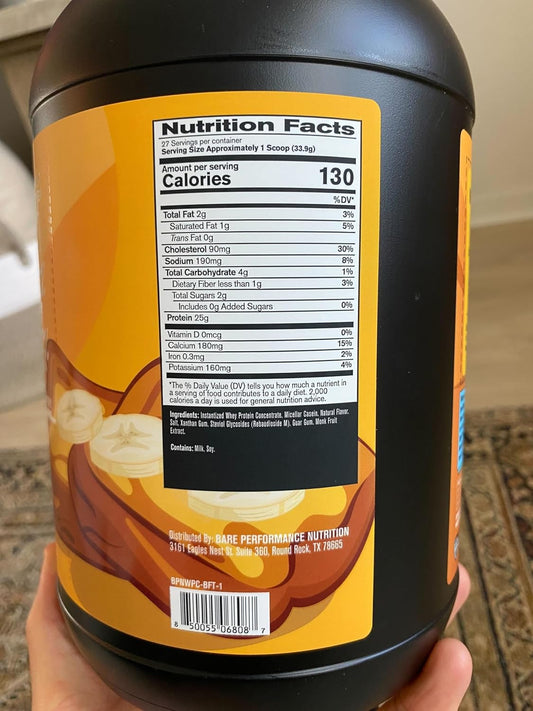 Nutrition Facts
27 Servings per container
Serving Size Approximately 1 Scoop (33.9g)
Amount per serving
Calories 130
%DV*
Total Fat 2g 3%
Saturated Fat 1g 5%
Trans Fat 0g
Cholesterol 90mg 30%
Sodium 190mg 8%
Total Carbohydrate 4g 1%
Dietary Fiber less than 1g 3%
Total Sugars 2g
Includes 0g Added Sugars 0%
Protein 25g
Vitamin D 0mcg 0%
Calcium 180mg 15%
Iron 0.3mg 2%
Potassium 160mg 4%
*The % Daily Value (DV) tells you how much a nutrient in
a serving of food contributes to a daily diet. 2,000
calories a day is used for general nutrition advice.
Ingredients: Instantized Whey Protein Concentrate, Micellar Casein, Natural Flavor,
Salt, Xanthan Gum, Steviol Glycosides (Rebaudioside M), Guar Gum, Monk Fruit
Extract.
Contains: Milk, Soy.
Distributed By: BARE PERFORMANCE NUTRITION
3161 Eagles Nest St. Suite 360, Round Rock, TX 78665
BPNWPC-BFT-1
8 50055 06808 7